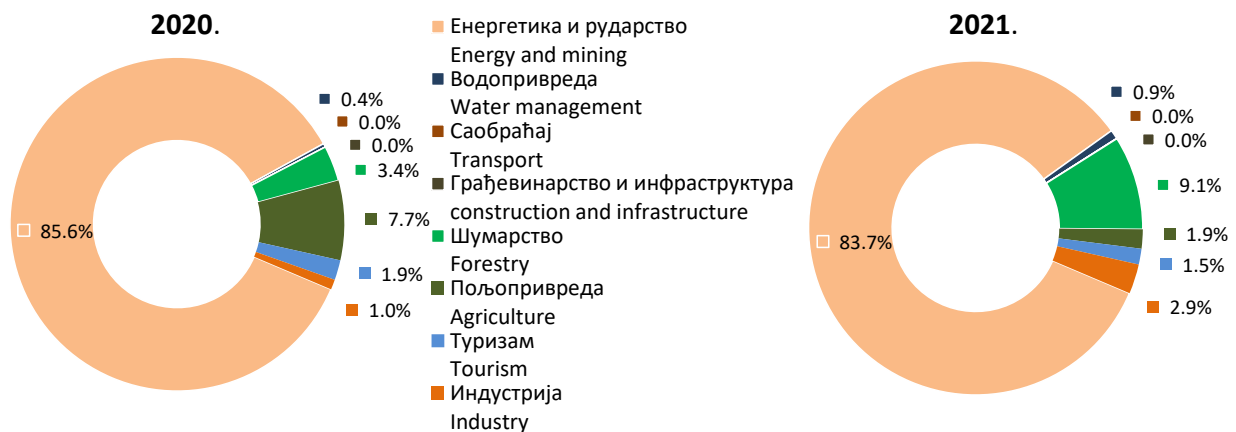 2020.
0.4%
0.0%
0.0%
3.4%
7.7%
1.9%
1.0%
85.6%
Енергетика и рударство
Energy and mining
Водопривреда
Water management
Саобраћај
Transport
Грађевинарство и инфраструктура
construction and infrastructure
Шумарство
Forestry
Пољопривреда
Agriculture
Туризам
Tourism
Индустрија
Industry
2021.
0.9%
0.0%
0.0%
9.1%
1.9%
1.5%
2.9%
83.7%